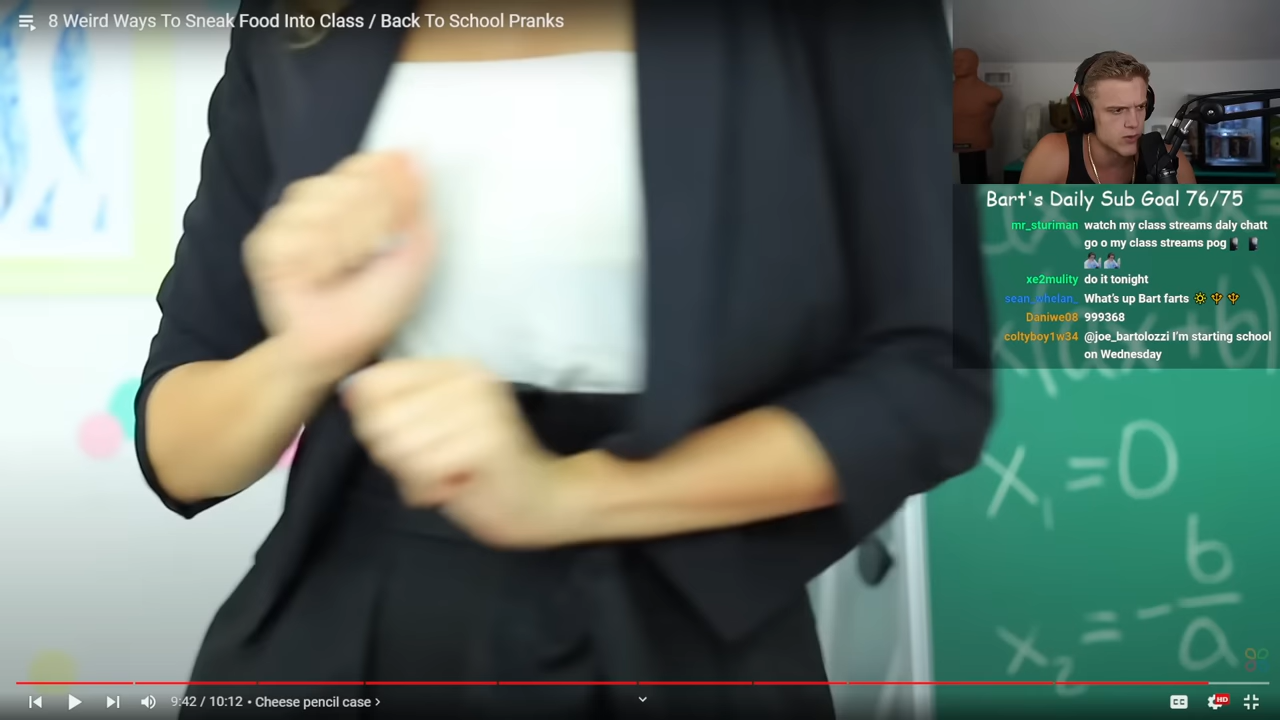 8 Weird Ways To Sneak Food Into Class / Back To School Pranks
Bart's Daily Sub Goal 76/75
mr_sturiman watch my class streams daly chatt
go o my class streams pog
xe2mulity do it tonight
sean_whelan_ What's up Bart farts
Daniwe08 999368
coltyboy1w34 @joe_bartolozzi I'm starting school
on Wednesday
x₁ = 0
x₂ = - b/a
9:42 / 10:12 • Cheese pencil case >
CC
HD